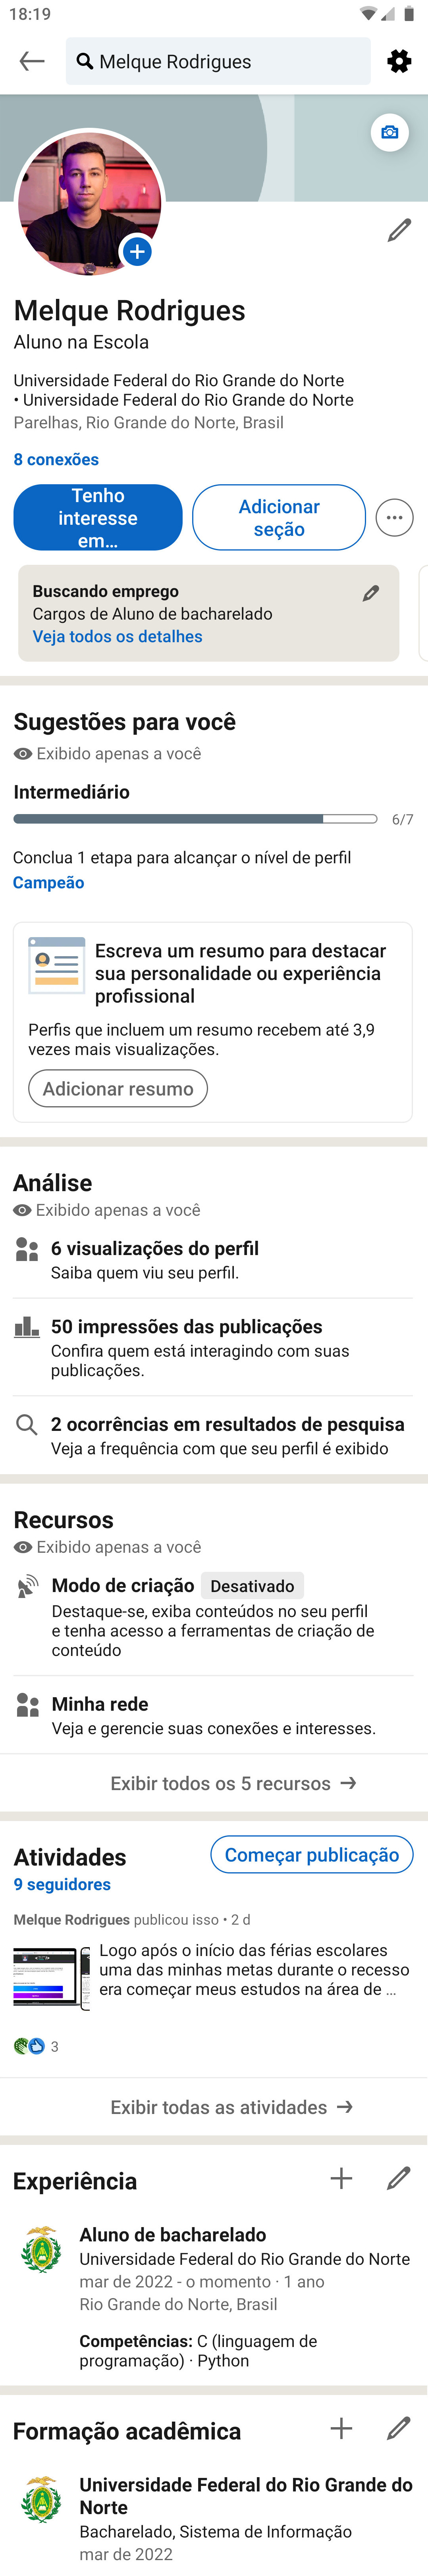 18:19
Melque Rodrigues
Melque Rodrigues
Aluno na Escola
Universidade Federal do Rio Grande do Norte
• Universidade Federal do Rio Grande do Norte
Parelhas, Rio Grande do Norte, Brasil
8 conexões
Tenho
interesse
em...
Adicionar
seção
Buscando emprego
Cargos de Aluno de bacharelado
Veja todos os detalhes
Sugestões para você
Exibido apenas a você
Intermediário
6/7
Conclua 1 etapa para alcançar o nível de perfil
Campeão
Escreva um resumo para destacar
sua personalidade ou experiência
profissional
Perfis que incluem um resumo recebem até 3,9
vezes mais visualizações.
Adicionar resumo
Análise
Exibido apenas a você
6 visualizações do perfil
Saiba quem viu seu perfil.
50 impressões das publicações
Confira quem está interagindo com suas
publicações.
2 ocorrências em resultados de pesquisa
Veja a frequência com que seu perfil é exibido
Recursos
Exibido apenas a você
Modo de criação Desativado
Destaque-se, exiba conteúdos no seu perfil
e tenha acesso a ferramentas de criação de
conteúdo
Minha rede
Veja e gerencie suas conexões e interesses.
Exibir todos os 5 recursos →
Atividades
Começar publicação
9 seguidores
Melque Rodrigues publicou isso • 2 d
Logo após o início das férias escolares
uma das minhas metas durante o recesso
era começar meus estudos na área de ...
3
Exibir todas as atividades →
Experiência
Aluno de bacharelado
Universidade Federal do Rio Grande do Norte
mar de 2022 - o momento · 1 ano
Rio Grande do Norte, Brasil
Competências: C (linguagem de
programação) · Python
Formação acadêmica
Universidade Federal do Rio Grande do
Norte
Bacharelado, Sistema de Informação
mar de 2022